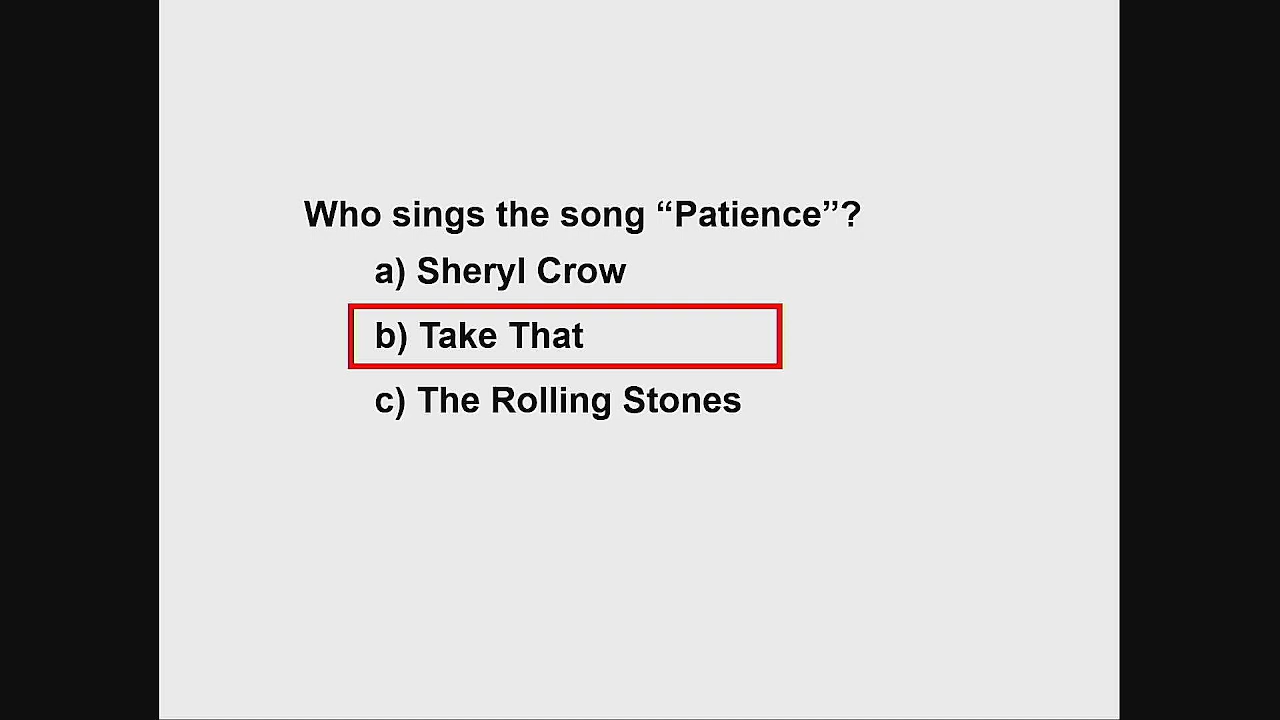 Who sings the song “Patience”?
a) Sheryl Crow
b) Take That
c) The Rolling Stones